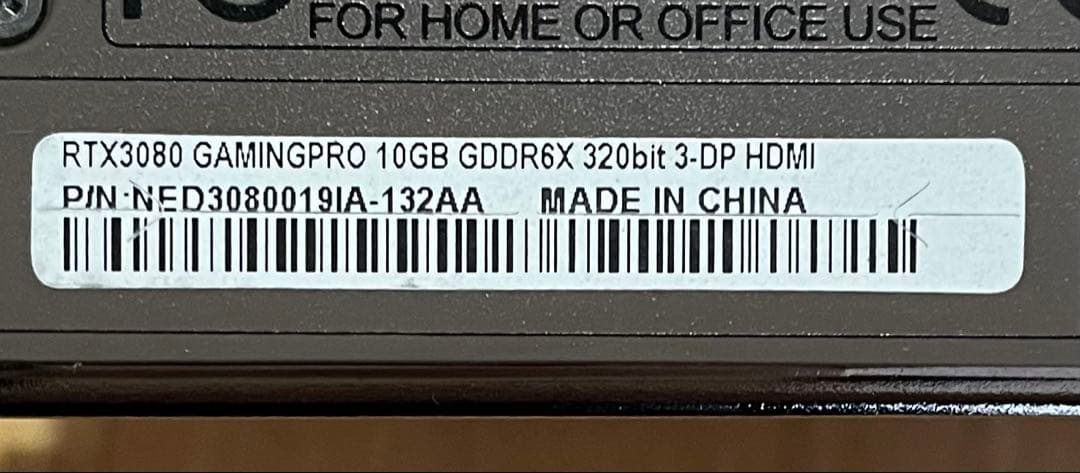 FOR HOME OR OFFICE USE
RTX3080 GAMINGPRO 10GB GDDR6X 320bit 3-DP HDMI
P/N:NED3080019IA-132AA MADE IN CHINA